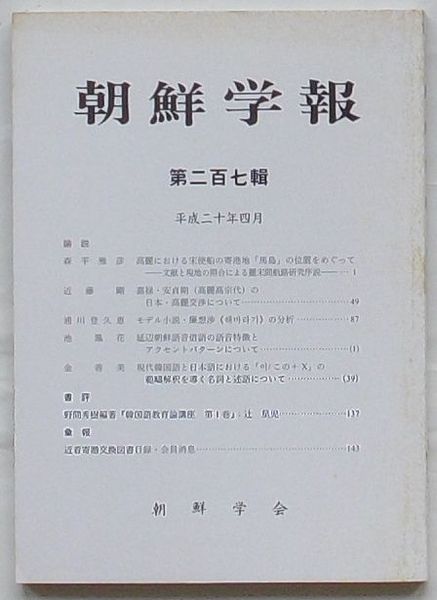 朝鮮学報
第二百七輯
平成二十年四月
論説
森平雅彦 高麗における宋使船の寄港地「馬島」の位置をめぐって
——文献と現地の照合による麗末間航路研究序説——… 1
近藤剛 嘉禄・安貞期（高麗高宗代）の
日本・高麗交渉について……49
浦川登久恵 モデル小説・廉想渉《해바라기》の分析……87
池 風花 延辺朝鮮語音借語の語音特徴と
アクセントパターンについて……(1)
金善美 現代韓国語と日本語における「이/この＋X」の
範疇解釈を導く名詞と述語について……(39)
書評
野間秀樹編著『韓国語教育論講座 第1巻』：辻 星児……137
彙報
近着寄贈交換図書目録・会員消息……143
朝鮮学会